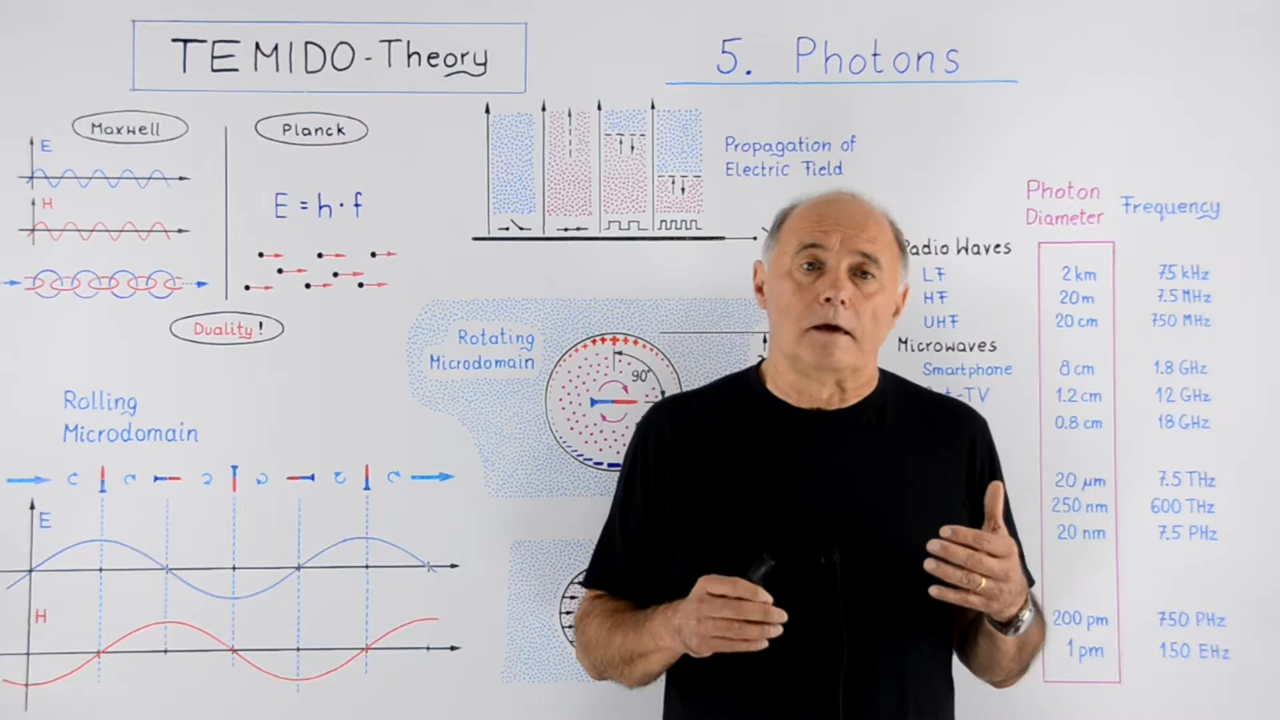 TEMIDO - Theory
5. Photons
Maxwell
Planck
E
H
E = h · f
Duality !
Propagation of
Electric Field
Rotating
Microdomain
90°
Rolling
Microdomain
E
H
Photon
Diameter
Frequency
Radio Waves
LF 2 km 75 kHz
HF 20 m 7.5 MHz
UHF 20 cm 750 MHz
Microwaves
Smartphone 8 cm 1.8 GHz
TV 1.2 cm 12 GHz
0.8 cm 18 GHz
20 µm 7.5 THz
250 nm 600 THz
20 nm 7.5 PHz
200 pm 750 PHz
1 pm 150 EHz